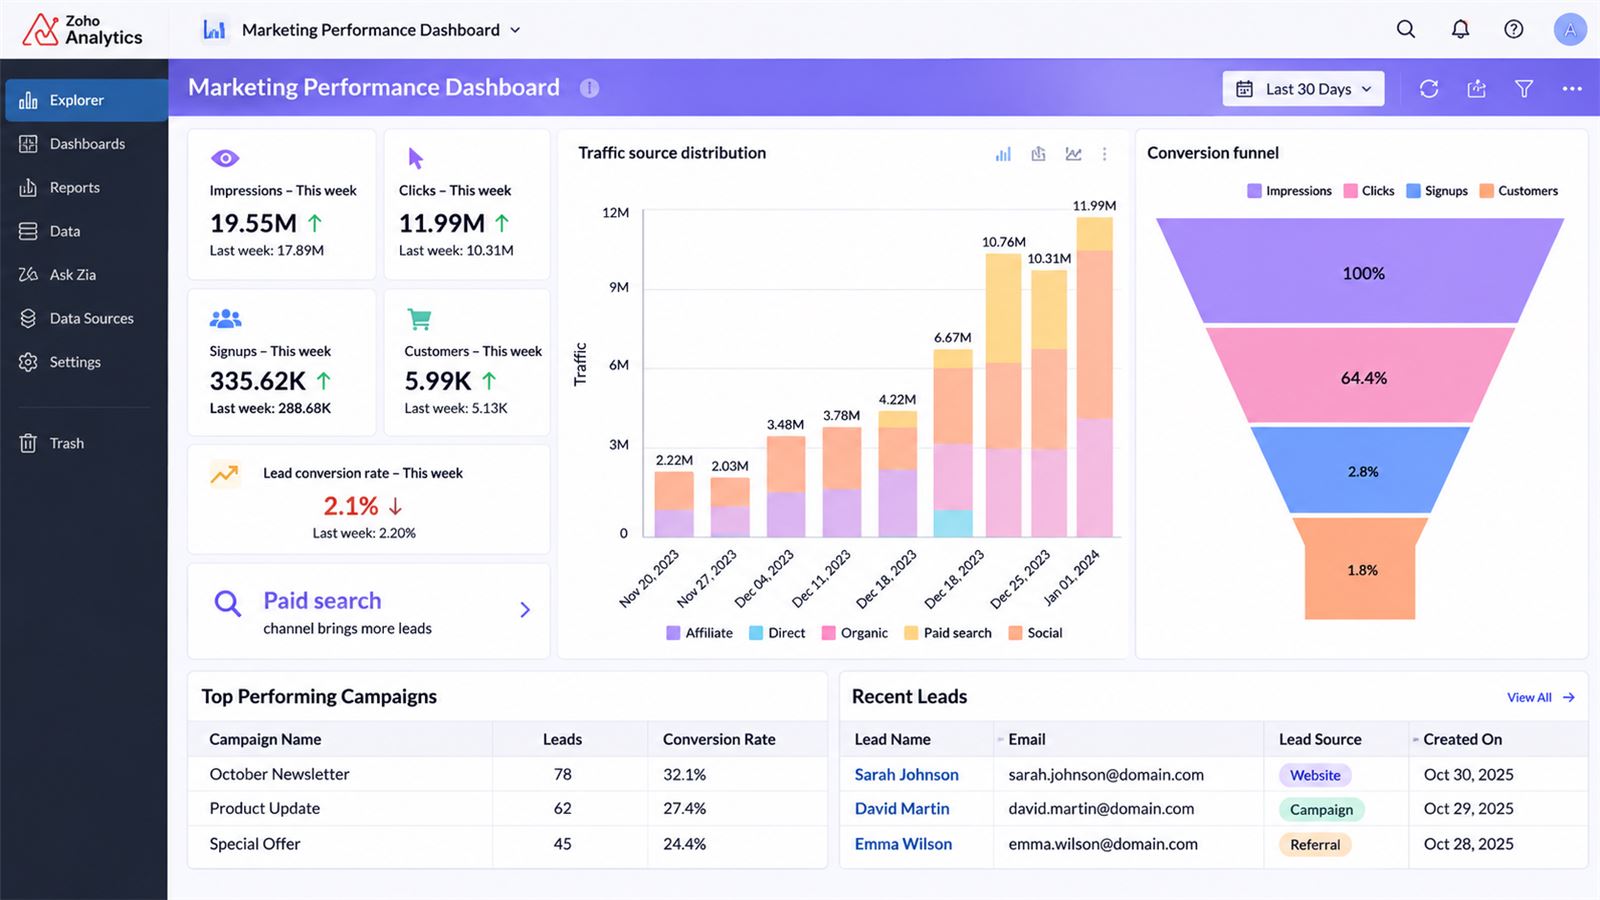 Zoho
Analytics
Marketing Performance Dashboard
A
Explorer
Dashboards
Reports
Data
Ask Zia
Data Sources
Settings
Trash
Marketing Performance Dashboard
Last 30 Days
Impressions – This week
19.55M
Last week: 17.89M
Clicks – This week
11.99M
Last week: 10.31M
Signups – This week
335.62K
Last week: 288.68K
Customers – This week
5.99K
Last week: 5.13K
Lead conversion rate – This week
2.1%
Last week: 2.20%
Paid search
channel brings more leads
Traffic source distribution
Traffic
12M
9M
6M
3M
0
2.22M
2.03M
3.48M
3.78M
4.22M
6.67M
10.76M
10.31M
11.99M
Nov 20, 2023
Nov 27, 2023
Dec 04, 2023
Dec 11, 2023
Dec 18, 2023
Dec 18, 2023
Dec 25, 2023
Jan 01, 2024
Affiliate Direct Organic Paid search Social
Conversion funnel
Impressions Clicks Signups Customers
100%
64.4%
2.8%
1.8%
Top Performing Campaigns
Campaign Name Leads Conversion Rate
October Newsletter 78 32.1%
Product Update 62 27.4%
Special Offer 45 24.4%
Recent Leads
View All
Lead Name Email Lead Source Created On
Sarah Johnson sarah.johnson@domain.com Website Oct 30, 2025
David Martin david.martin@domain.com Campaign Oct 29, 2025
Emma Wilson emma.wilson@domain.com Referral Oct 28, 2025